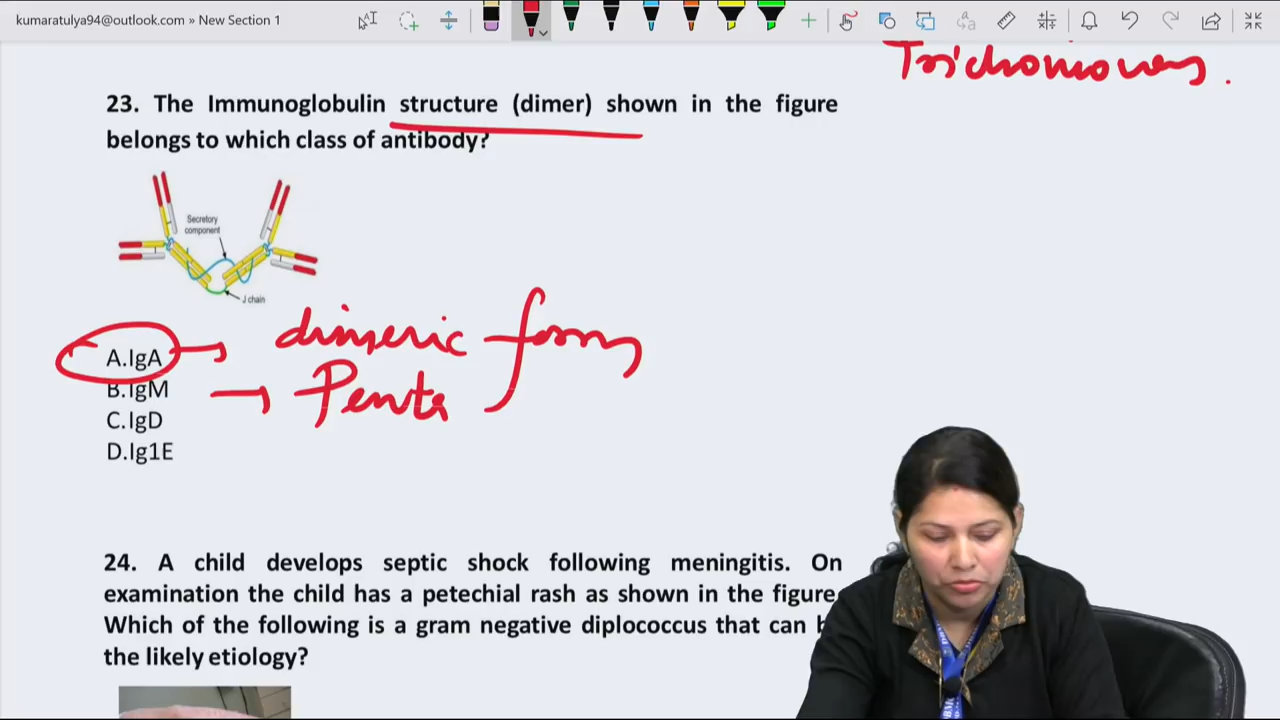 kumaratulya94@outlook.com » New Section 1
Trichomonas.
23. The Immunoglobulin structure (dimer) shown in the figure
belongs to which class of antibody?
Secretory
component
J chain
A.IgA → dimeric form
B.IgM → Penta
C.IgD
D.Ig1E
24. A child develops septic shock following meningitis. On
examination the child has a petechial rash as shown in the figure
Which of the following is a gram negative diplococcus that can b
the likely etiology?